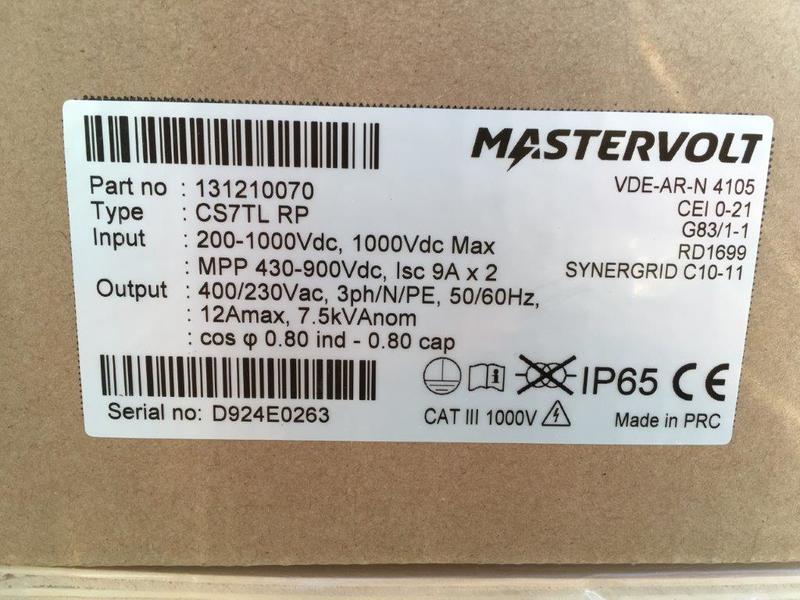 MASTERVOLT
Part no : 131210070
VDE-AR-N 4105
Type : CS7TL RP
CEI 0-21
Input : 200-1000Vdc, 1000Vdc Max
G83/1-1
: MPP 430-900Vdc, Isc 9A x 2
RD1699
SYNERGRID C10-11
Output : 400/230Vac, 3ph/N/PE, 50/60Hz,
: 12Amax, 7.5kVAnom
: cos φ 0.80 ind - 0.80 cap
IP65 CE
Serial no: D924E0263
CAT III 1000V
Made in PRC